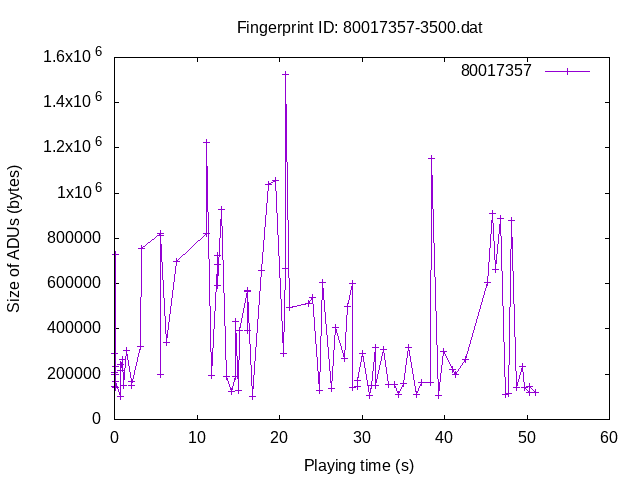 Fingerprint ID: 80017357-3500.dat
80017357
1.6x10^6
1.4x10^6
1.2x10^6
1x10^6
800000
600000
400000
200000
0
Size of ADUs (bytes)
0 10 20 30 40 50 60
Playing time (s)